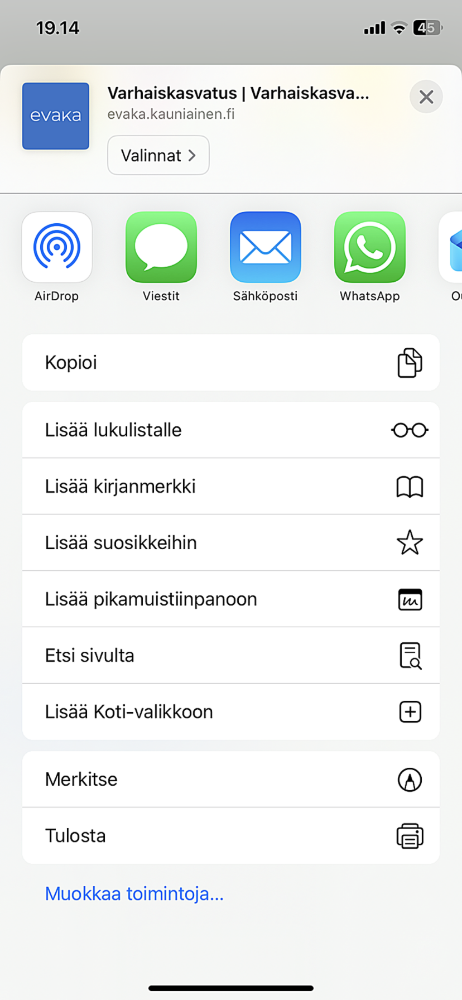 19.14
45
evaka
Varhaiskasvatus | Varhaiskasva...
evaka.kauniainen.fi
Valinnat
AirDrop
Viestit
Sähköposti
WhatsApp
Kopioi
Lisää lukulistalle
Lisää kirjanmerkki
Lisää suosikkeihin
Lisää pikamuistiinpanoon
Etsi sivulta
Lisää Koti-valikkoon
Merkitse
Tulosta
Muokkaa toimintoja...